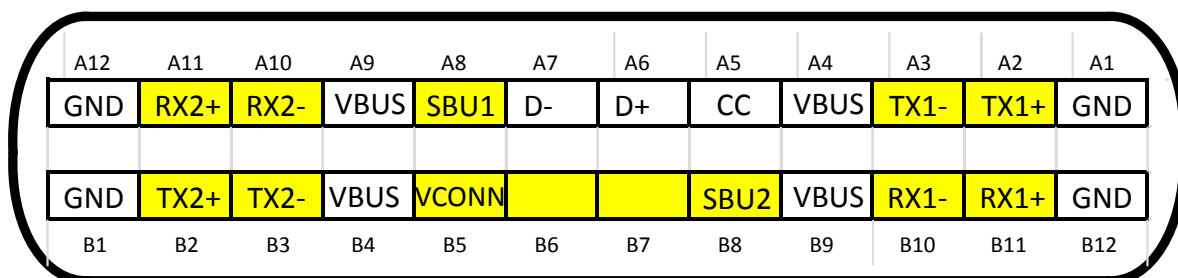 A12 A11 A10 A9 A8 A7 A6 A5 A4 A3 A2 A1
GND RX2+ RX2- VBUS SBU1 D- D+ CC VBUS TX1- TX1+ GND
GND TX2+ TX2- VBUS VCONN SBU2 VBUS RX1- RX1+ GND
B1 B2 B3 B4 B5 B6 B7 B8 B9 B10 B11 B12